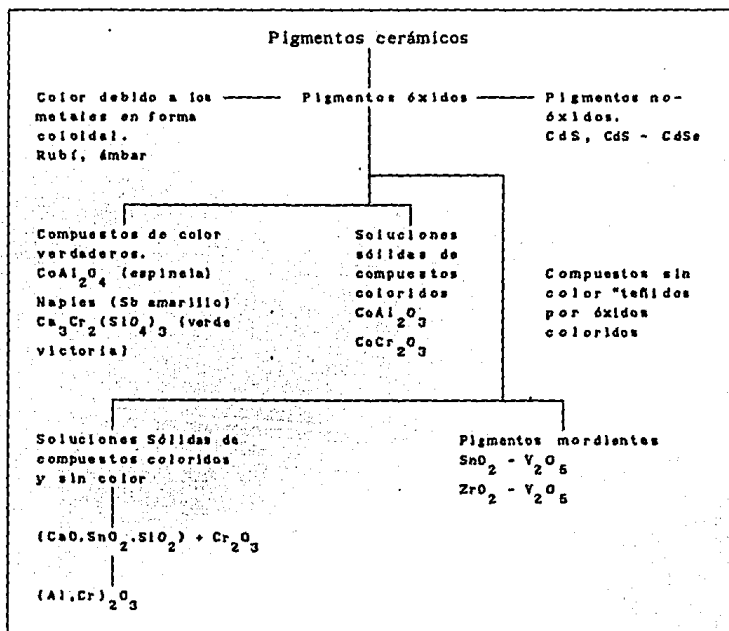 Pigmentos cerámicos
Color debido a los
metales en forma
coloidal.
Rubí, ámbar
Pigmentos óxidos
Pigmentos no-
óxidos.
CdS, CdS - CdSe
Compuestos de color
verdaderos.
CoAl₂O₄ (espinela)
Naples (Sb amarillo)
Ca₃Cr₂(SiO₄)₃ (verde
victoria)
Soluciones
sólidas de
compuestos
coloridos
CoAl₂O₃
CoCr₂O₃
Compuestos sin
color "teñidos
por óxidos
coloridos
Soluciones Sólidas de
compuestos coloridos
y sin color
(CaO,SnO₂.SiO₂) + Cr₂O₃
(Al,Cr)₂O₃
Pigmentos mordientes
SnO₂ - V₂O₅
ZrO₂ - V₂O₅